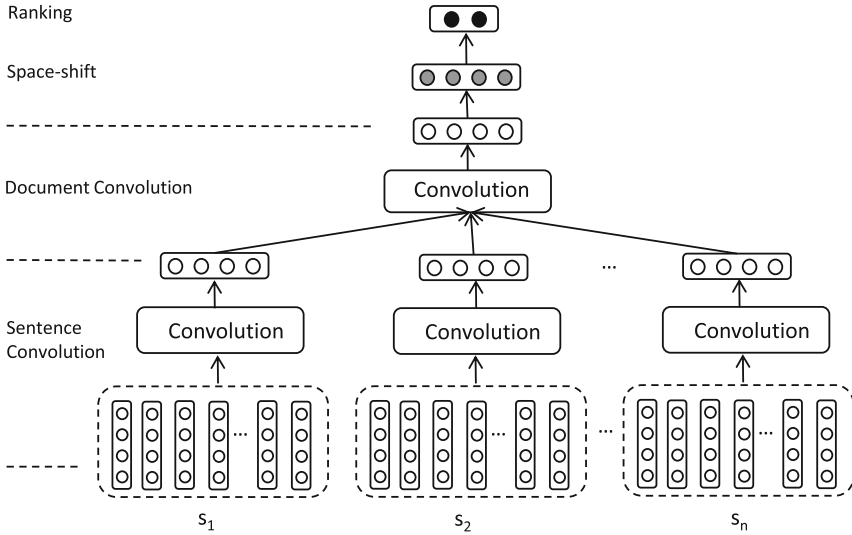 Ranking
Space-shift
Document Convolution
Convolution
...
Sentence
Convolution
Convolution Convolution Convolution
... ... ... ...
s1 s2 sn